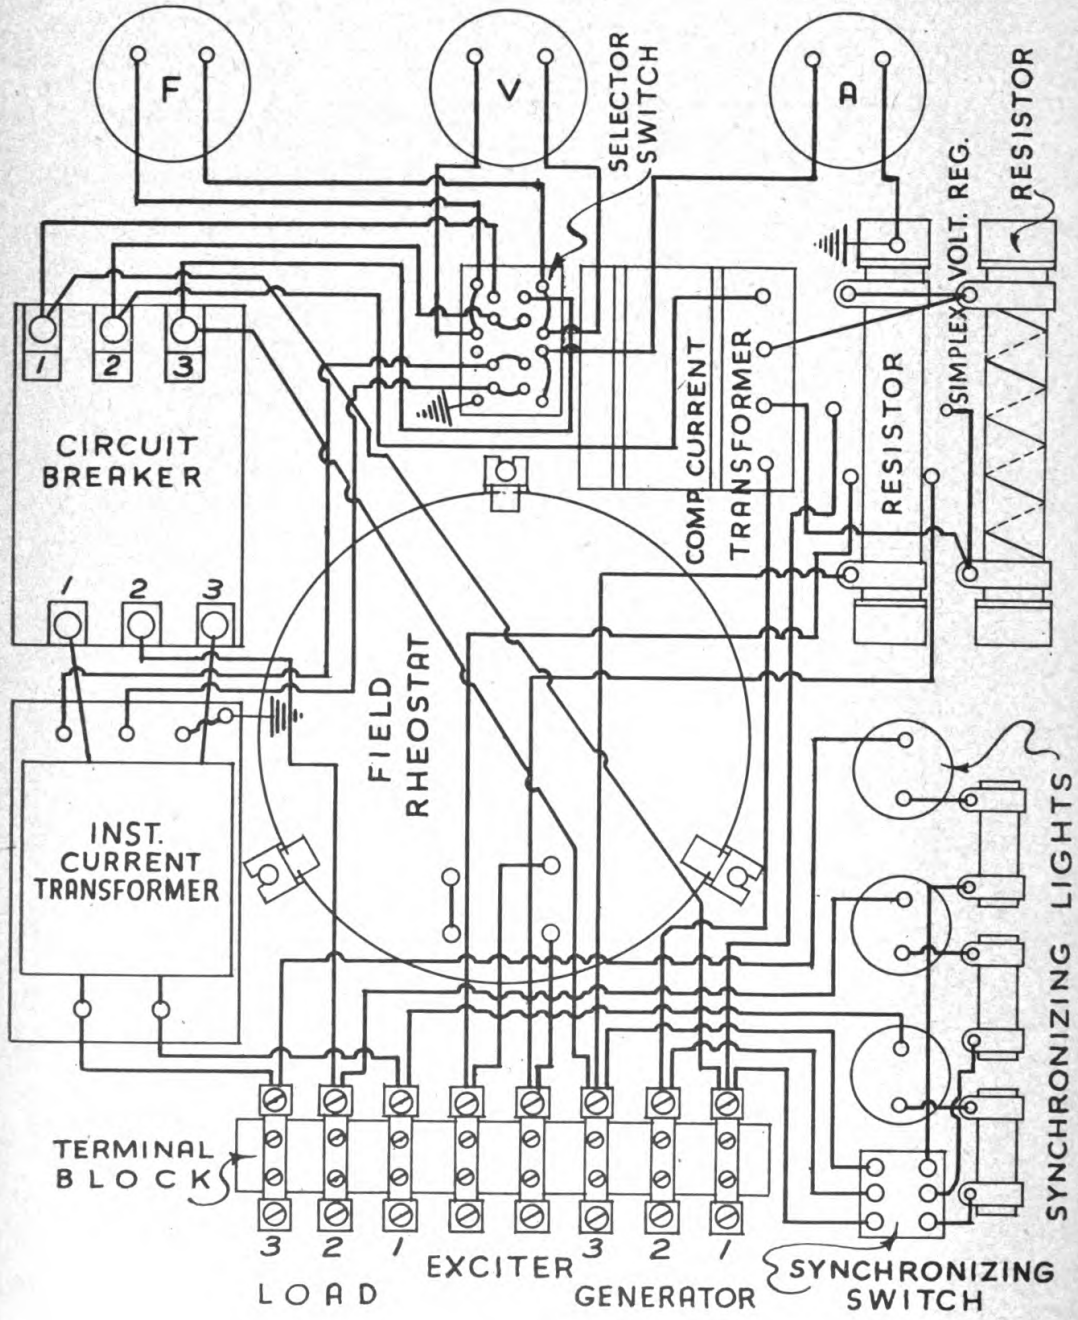 F
V
A
SELECTOR
SWITCH
SIMPLEX VOLT. REG.
RESISTOR
1
2
3
CIRCUIT
BREAKER
COMP. CURRENT
TRANSFORMER
RESISTOR
1
2
3
FIELD
RHEOSTAT
INST.
CURRENT
TRANSFORMER
SYNCHRONIZING LIGHTS
TERMINAL
BLOCK
3
2
1
3
2
1
EXCITER
LOAD
GENERATOR
SYNCHRONIZING
SWITCH